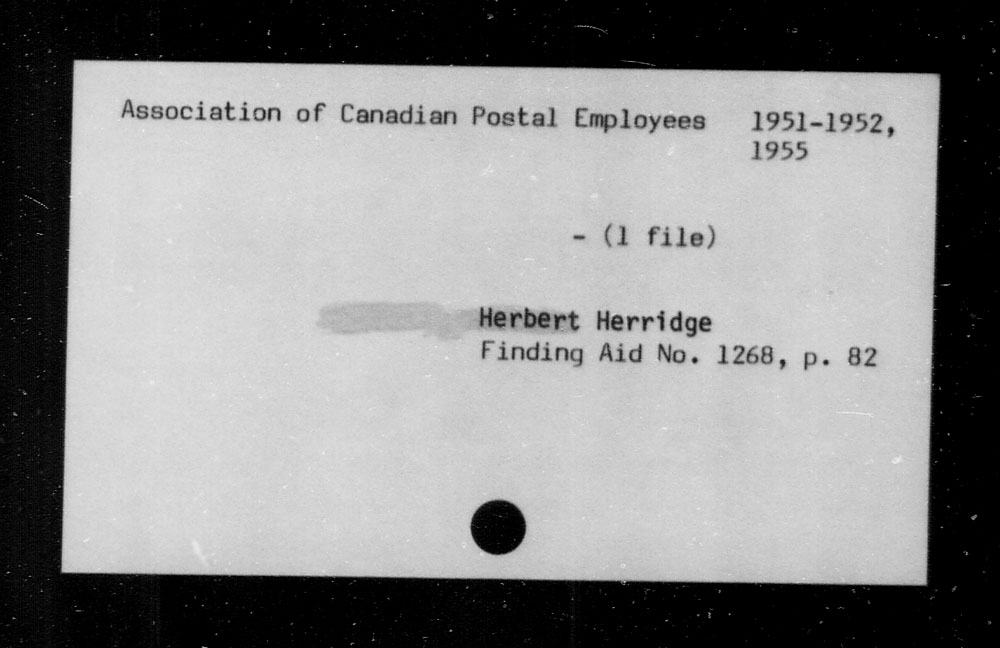 Association of Canadian Postal Employees 1951-1952,
1955
- (1 file)
Herbert Herridge
Finding Aid No. 1268, p. 82